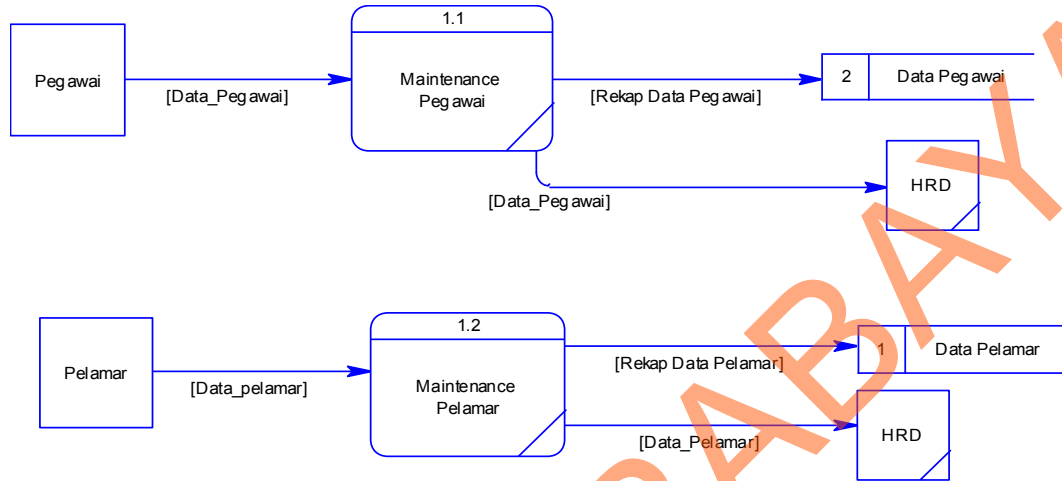 1.1
Pegawai
[Data_Pegawai]
Maintenance
Pegawai
[Rekap Data Pegawai]
2 Data Pegawai
[Data_Pegawai]
HRD
1.2
Pelamar
[Data_pelamar]
Maintenance
Pelamar
[Rekap Data Pelamar]
1 Data Pelamar
[Data_Pelamar]
HRD
ABAYA